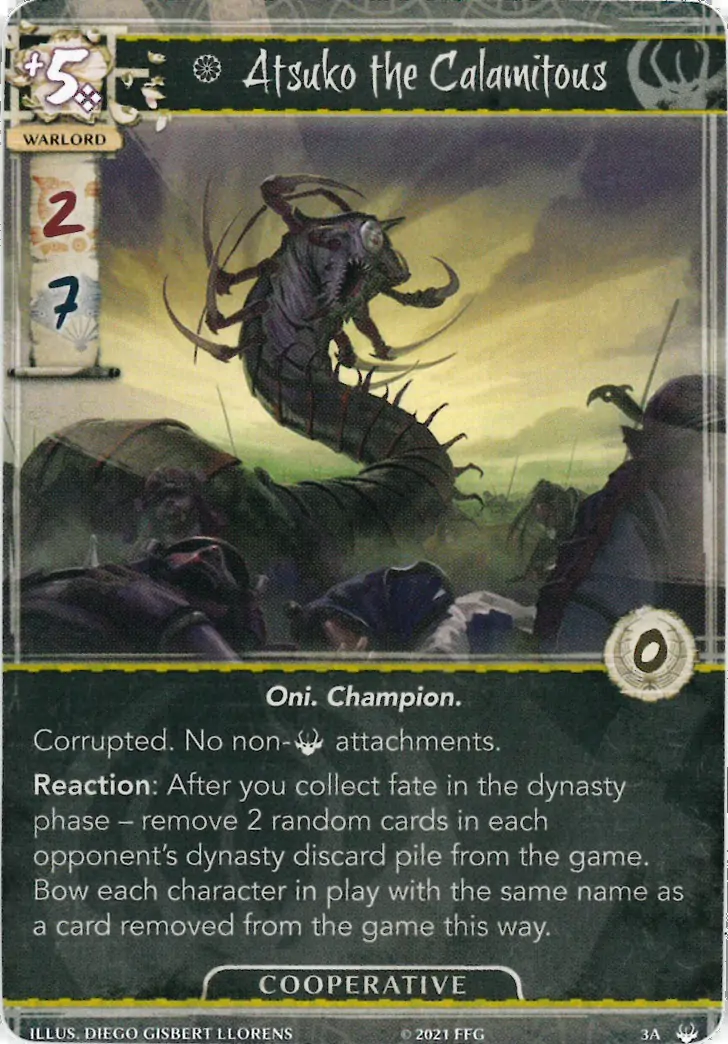 +5
Atsuko the Calamitous
WARLORD
2
7
0
Oni. Champion.
Corrupted. No non- attachments.
Reaction: After you collect fate in the dynasty
phase – remove 2 random cards in each
opponent's dynasty discard pile from the game.
Bow each character in play with the same name as
a card removed from the game this way.
COOPERATIVE
ILLUS. DIEGO GISBERT LLORENS © 2021 FFG 3A